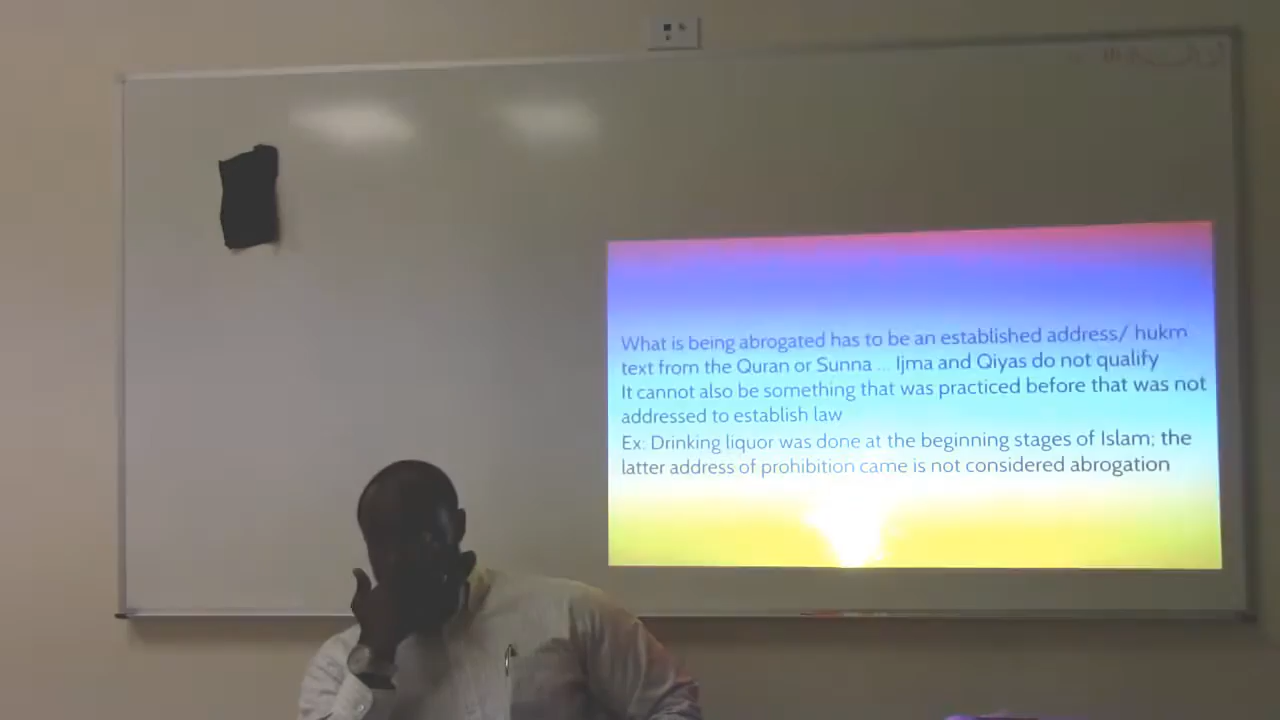 What is being abrogated has to be an established address/ hukm
text from the Quran or Sunna ... Ijma and Qiyas do not qualify
It cannot also be something that was practiced before that was not
addressed to establish law
Ex: Drinking liquor was done at the beginning stages of Islam; the
latter address of prohibition came is not considered abrogation